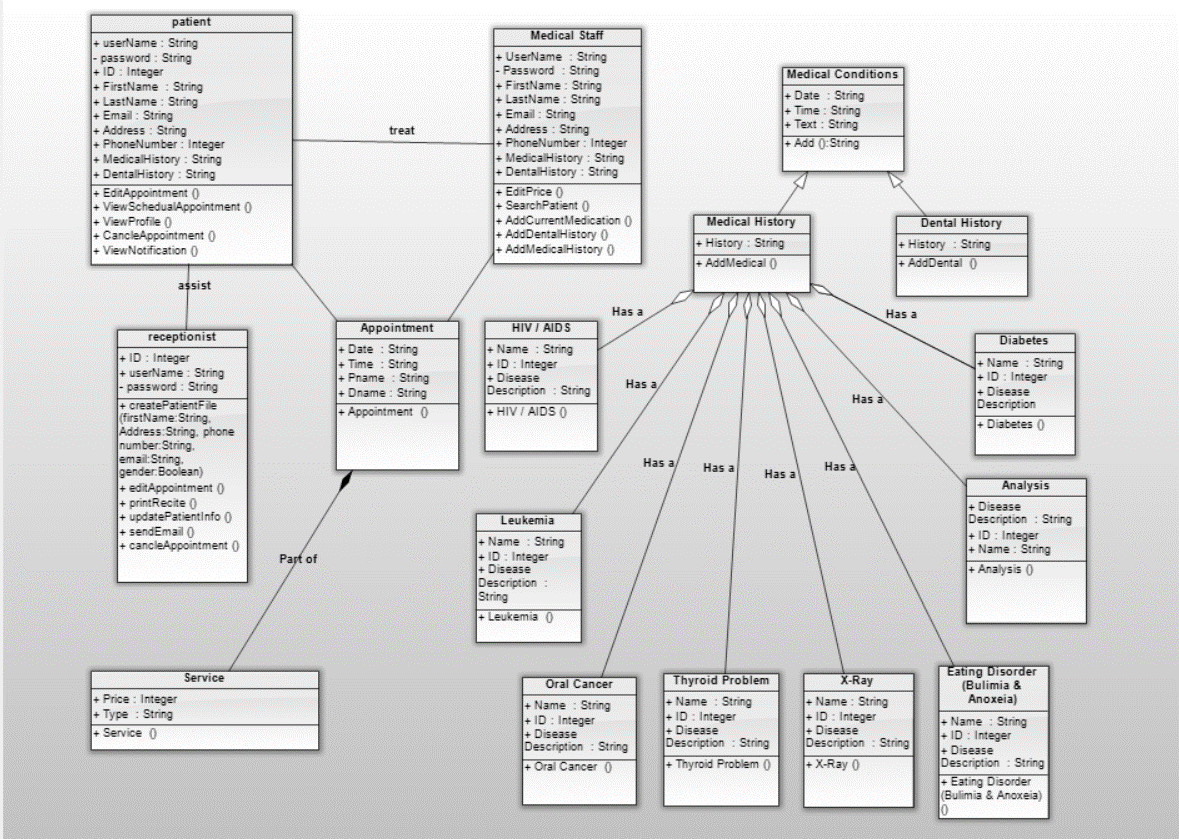 patient
+ userName : String
- password : String
+ ID : Integer
+ FirstName : String
+ LastName : String
+ Email : String
+ Address : String
+ PhoneNumber : Integer
+ MedicalHistory : String
+ DentalHistory : String
+ EditAppointment ()
+ ViewSchedualAppointment ()
+ ViewProfile ()
+ CancleAppointment ()
+ ViewNotification ()
treat
Medical Staff
+ UserName : String
- Password : String
+ FirstName : String
+ LastName : String
+ Email : String
+ Address : String
+ PhoneNumber : Integer
+ MedicalHistory : String
+ DentalHistory : String
+ EditPrice ()
+ SearchPatient ()
+ AddCurrentMedication ()
+ AddDentalHistory ()
+ AddMedicalHistory ()
Medical Conditions
+ Date : String
+ Time : String
+ Text : String
+ Add ():String
Medical History
+ History : String
+ AddMedical ()
Dental History
+ History : String
+ AddDental ()
assist
receptionist
+ ID : Integer
+ userName : String
- password : String
+ createPatientFile
(firstName:String,
Address:String, phone
number:String,
email:String,
gender:Boolean)
+ editAppointment ()
+ printRecite ()
+ updatePatientInfo ()
+ sendEmail ()
+ cancleAppointment ()
Appointment
+ Date : String
+ Time : String
+ Pname : String
+ Dname : String
+ Appointment ()
HIV / AIDS
+ Name : String
+ ID : Integer
+ Disease
Description : String
+ HIV / AIDS ()
Has a
Has a
Has a
Has a
Has a
Has a
Has a
Has a
Diabetes
+ Name : String
+ ID : Integer
+ Disease
Description
+ Diabetes ()
Analysis
+ Disease
Description : String
+ ID : Integer
+ Name : String
+ Analysis ()
Leukemia
+ Name : String
+ ID : Integer
+ Disease
Description :
String
+ Leukemia ()
Part of
Service
+ Price : Integer
+ Type : String
+ Service ()
Oral Cancer
+ Name : String
+ ID : Integer
+ Disease
Description : String
+ Oral Cancer ()
Thyroid Problem
+ Name : String
+ ID : Integer
+ Disease
Description : String
+ Thyroid Problem ()
X-Ray
+ Name : String
+ ID : Integer
+ Disease
Description : String
+ X-Ray ()
Eating Disorder
(Bulimia &
Anoxeia)
+ Name : String
+ ID : Integer
+ Disease
Description : String
+ Eating Disorder
(Bulimia & Anoxeia)
()